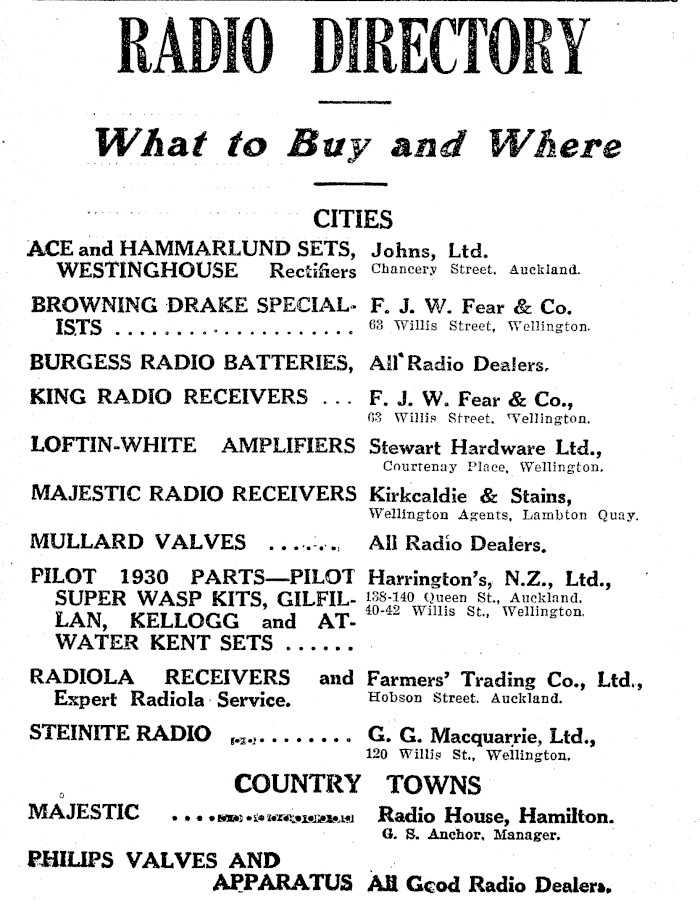 RADIO DIRECTORY
What to Buy and Where
CITIES
ACE and HAMMARLUND SETS, Johns, Ltd.
WESTINGHOUSE Rectifiers Chancery Street, Auckland.
BROWNING DRAKE SPECIAL- F. J. W. Fear & Co.
ISTS .................... 63 Willis Street, Wellington.
BURGESS RADIO BATTERIES, All Radio Dealers.
KING RADIO RECEIVERS ... F. J. W. Fear & Co.,
63 Willis Street, Wellington.
LOFTIN-WHITE AMPLIFIERS Stewart Hardware Ltd.,
Courtenay Place, Wellington.
MAJESTIC RADIO RECEIVERS Kirkcaldie & Stains,
Wellington Agents, Lambton Quay.
MULLARD VALVES ....... All Radio Dealers.
PILOT 1930 PARTS—PILOT Harrington's, N.Z., Ltd.,
SUPER WASP KITS, GILFIL- 138-140 Queen St., Auckland.
LAN, KELLOGG and AT- 40-42 Willis St., Wellington.
WATER KENT SETS ......
RADIOLA RECEIVERS and Farmers' Trading Co., Ltd.,
Expert Radiola Service. Hobson Street, Auckland.
STEINITE RADIO ............ G. G. Macquarrie, Ltd.,
120 Willis St., Wellington.
COUNTRY TOWNS
MAJESTIC .................... Radio House, Hamilton.
G. S. Anchor, Manager.
PHILIPS VALVES AND
APPARATUS All Good Radio Dealers.